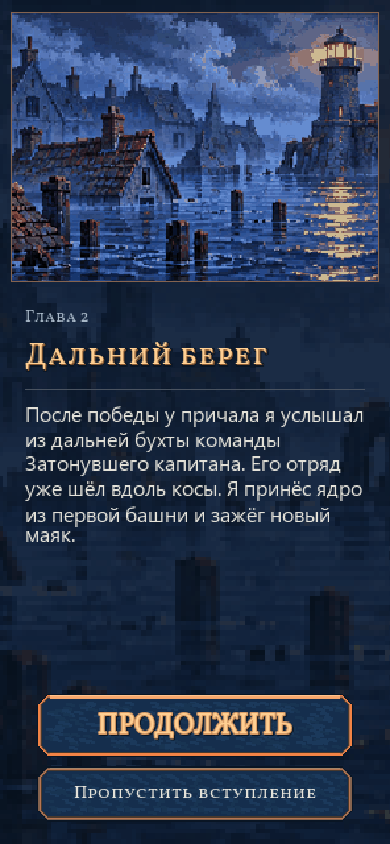 Глава 2
Дальний берег
После победы у причала я услышал
из дальней бухты команды
Затонувшего капитана. Его отряд
уже шёл вдоль косы. Я принёс ядро
из первой башни и зажёг новый
маяк.
ПРОДОЛЖИТЬ
Пропустить вступление